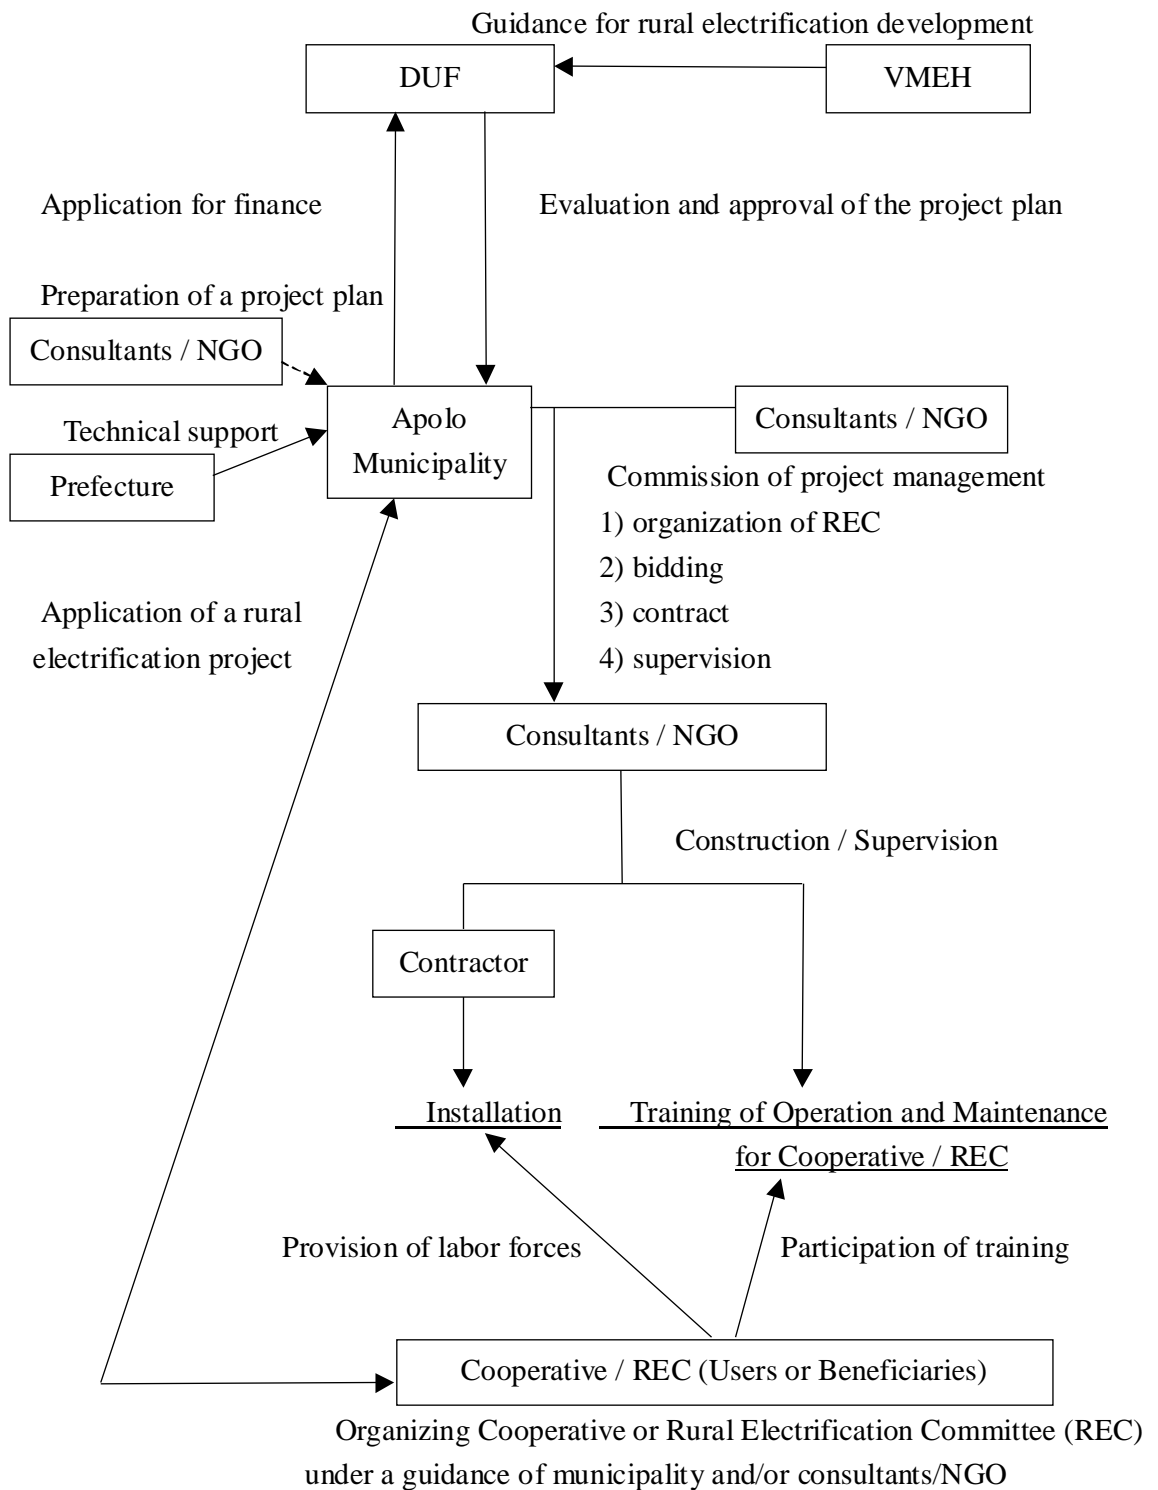 Guidance for rural electrification development
DUF
VMEH
Application for finance
Evaluation and approval of the project plan
Preparation of a project plan
Consultants / NGO
Technical support
Prefecture
Apolo
Municipality
Consultants / NGO
Commission of project management
1) organization of REC
2) bidding
3) contract
4) supervision
Application of a rural
electrification project
Consultants / NGO
Construction / Supervision
Contractor
Installation
Training of Operation and Maintenance
for Cooperative / REC
Provision of labor forces
Participation of training
Cooperative / REC (Users or Beneficiaries)
Organizing Cooperative or Rural Electrification Committee (REC)
under a guidance of municipality and/or consultants/NGO